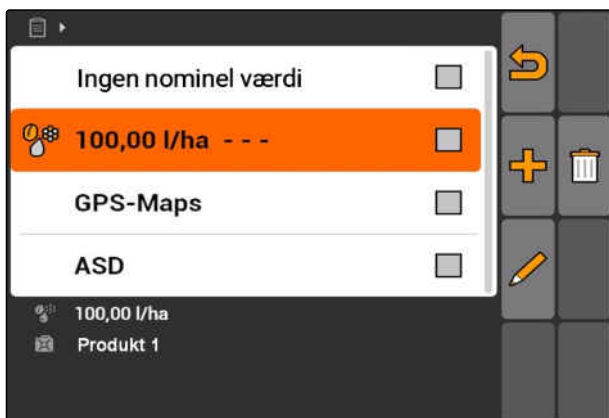 Ingen nominel værdi
100,00 l/ha - - -
GPS-Maps
ASD
100,00 l/ha
Produkt 1